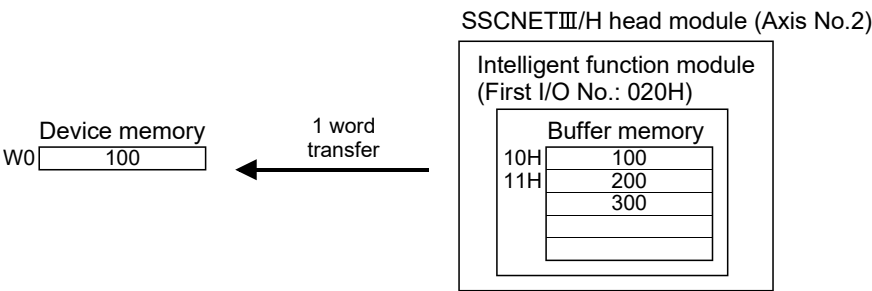 SSCNETⅢ/H head module (Axis No.2)
Intelligent function module
(First I/O No.: 020H)
Device memory
W0 100
1 word
transfer
Buffer memory
10H 100
11H 200
300